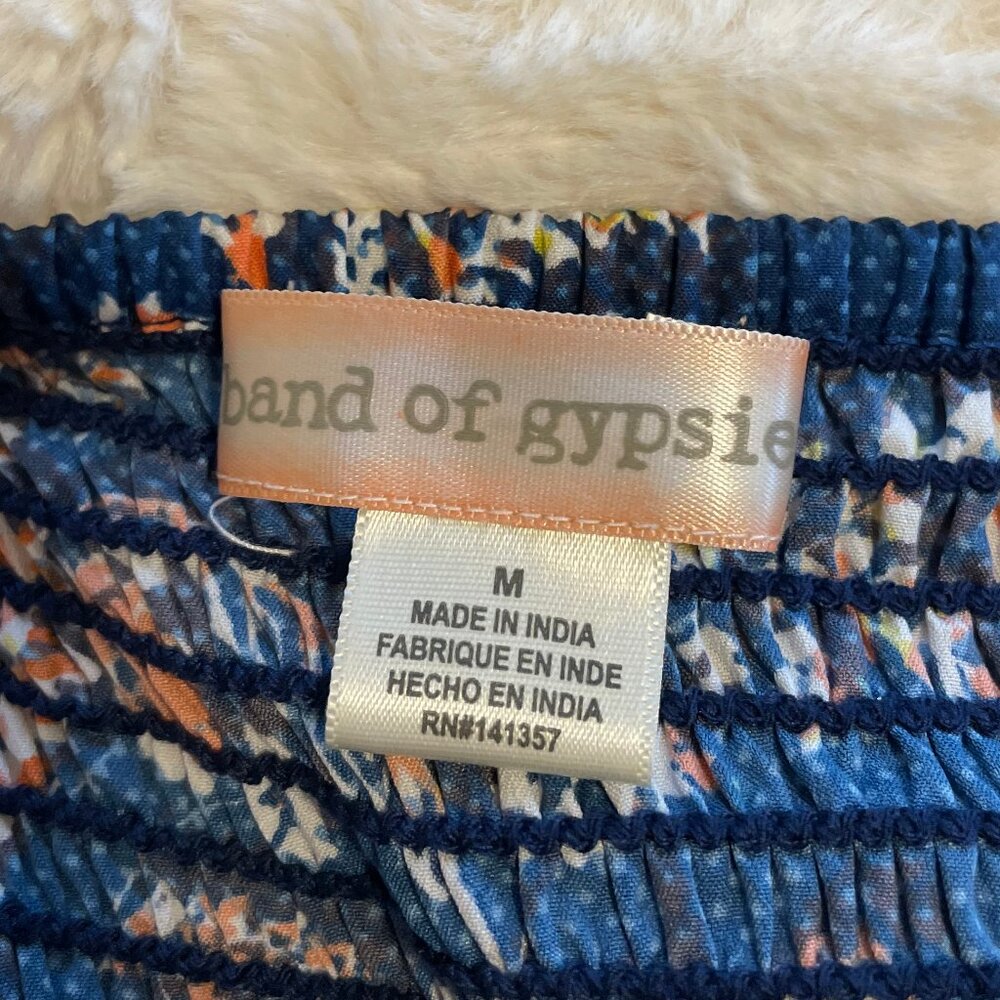 band of gypsie
M
MADE IN INDIA
FABRIQUE EN INDE
HECHO EN INDIA
RN#141357